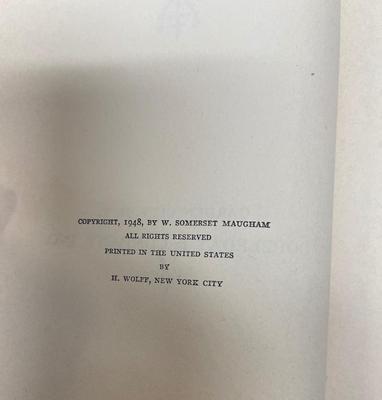 COPYRIGHT, 1948, BY W. SOMERSET MAUGHAM
ALL RIGHTS RESERVED
PRINTED IN THE UNITED STATES
BY
H. WOLFF, NEW YORK CITY